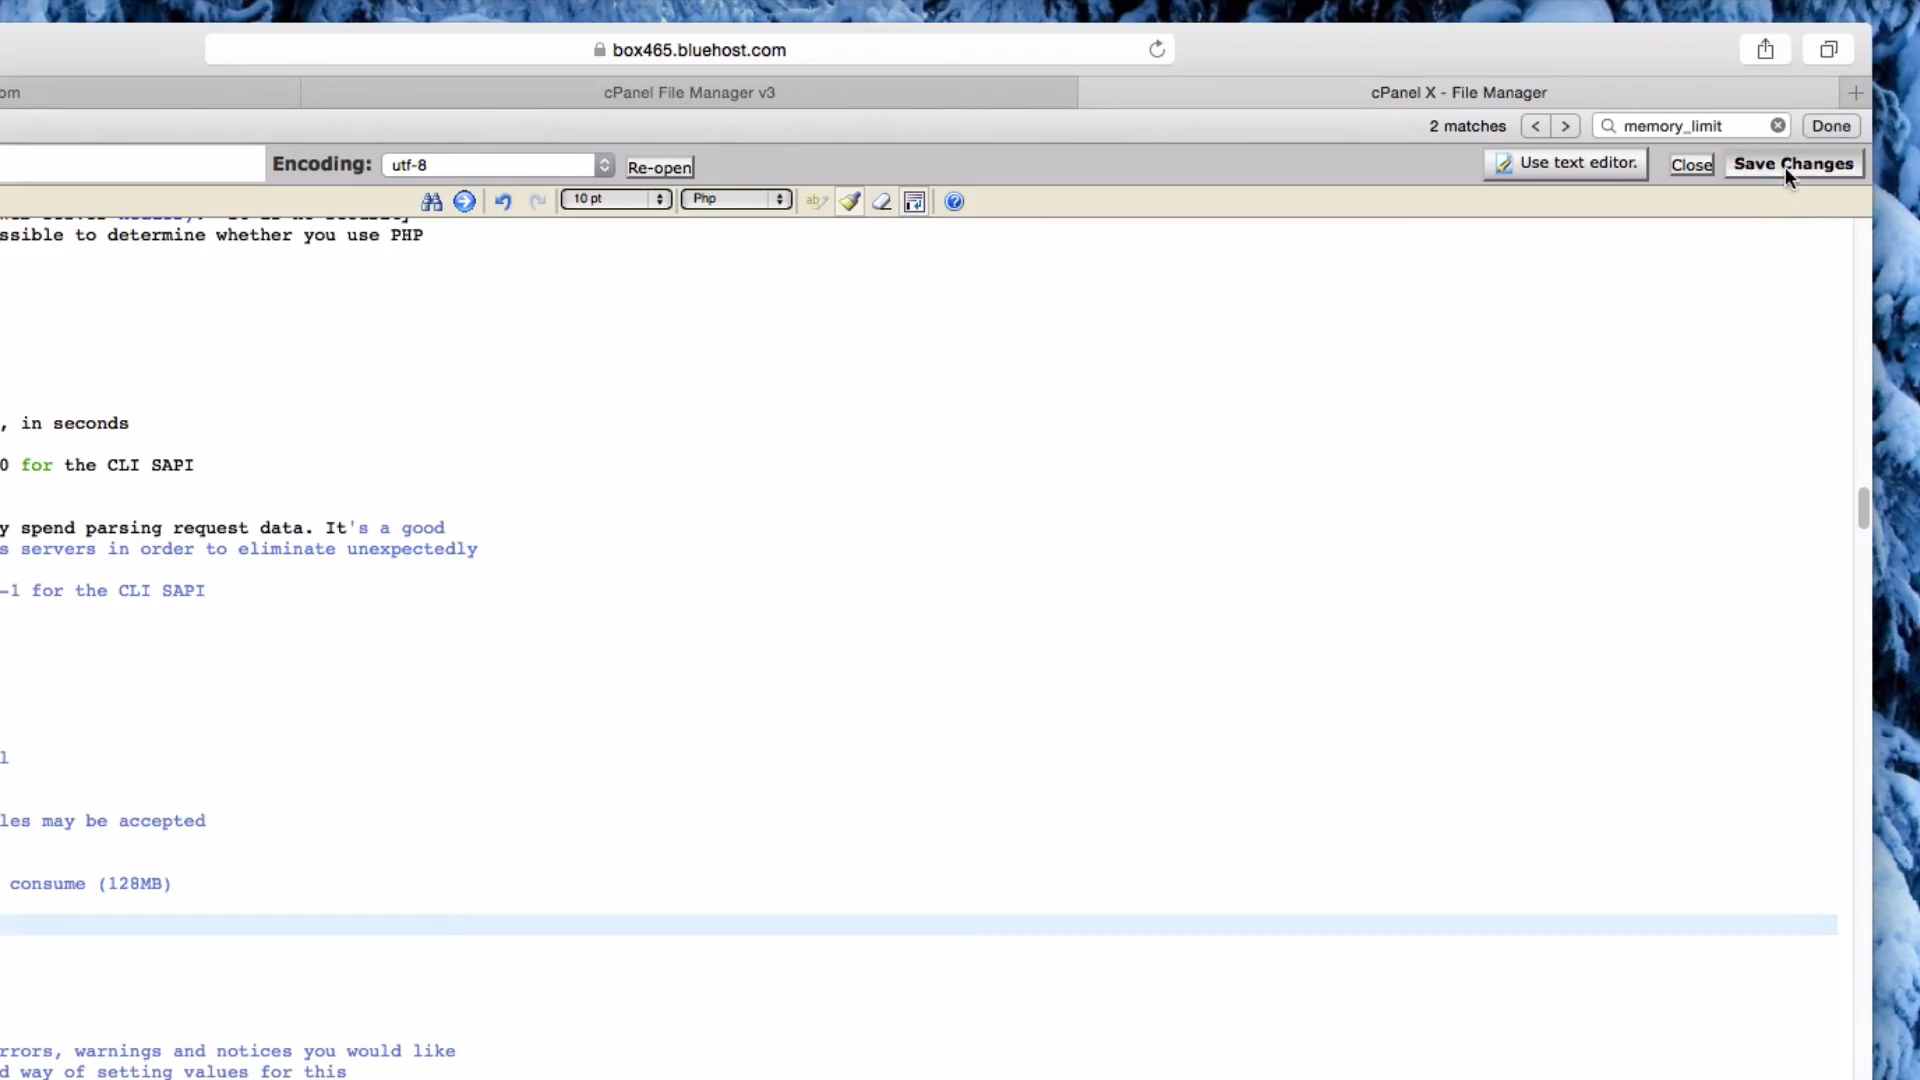 box465.bluehost.com
om
cPanel File Manager v3
cPanel X - File Manager
2 matches
memory_limit
Done
Encoding:
utf-8
Re-open
Use text editor.
Close
Save Changes
10 pt
Php
ssible to determine whether you use PHP
, in seconds
0 for the CLI SAPI
y spend parsing request data. It's a good
s servers in order to eliminate unexpectedly
-1 for the CLI SAPI
l
les may be accepted
consume (128MB)
rrors, warnings and notices you would like
d way of setting values for this